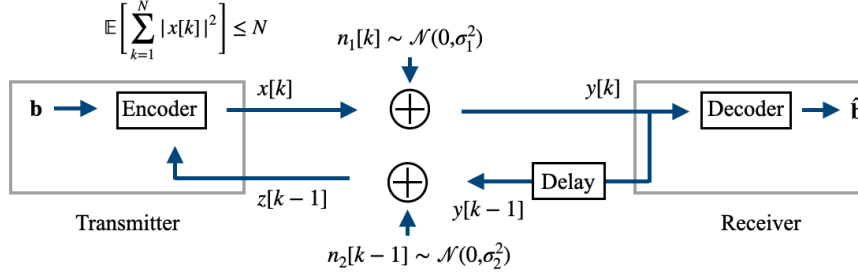 𝔼[∑_{k=1}^{N} |x[k]|²] ≤ N
n₁[k] ∼ 𝒩(0,σ₁²)
x[k]
y[k]
b
Encoder
Decoder
z[k − 1]
y[k − 1]
Delay
Transmitter
Receiver
n₂[k − 1] ∼ 𝒩(0,σ₂²)